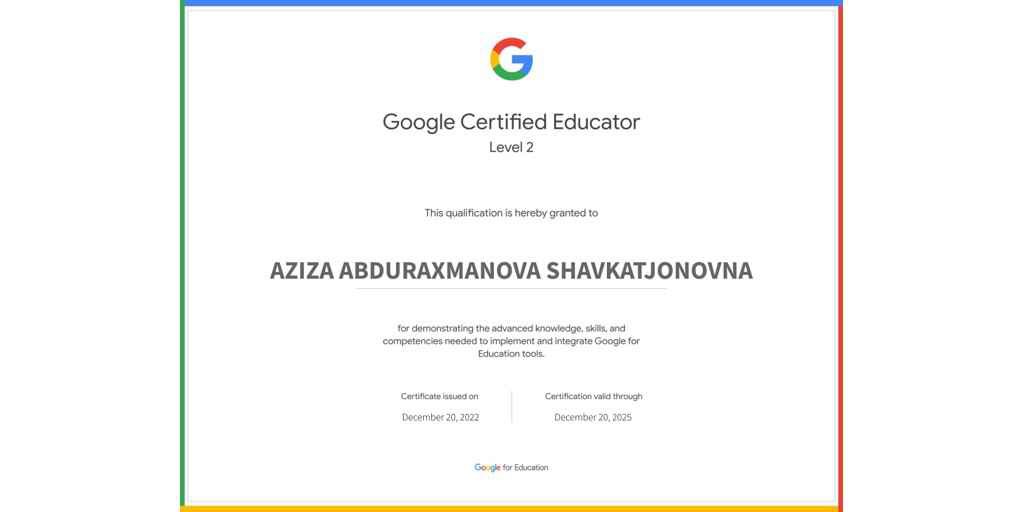 Google Certified Educator
Level 2
This qualification is hereby granted to
AZIZA ABDURAXMANOVA SHAVKATJONOVNA
for demonstrating the advanced knowledge, skills, and
competencies needed to implement and integrate Google for
Education tools.
Certificate issued on
December 20, 2022
Certification valid through
December 20, 2025
Google for Education